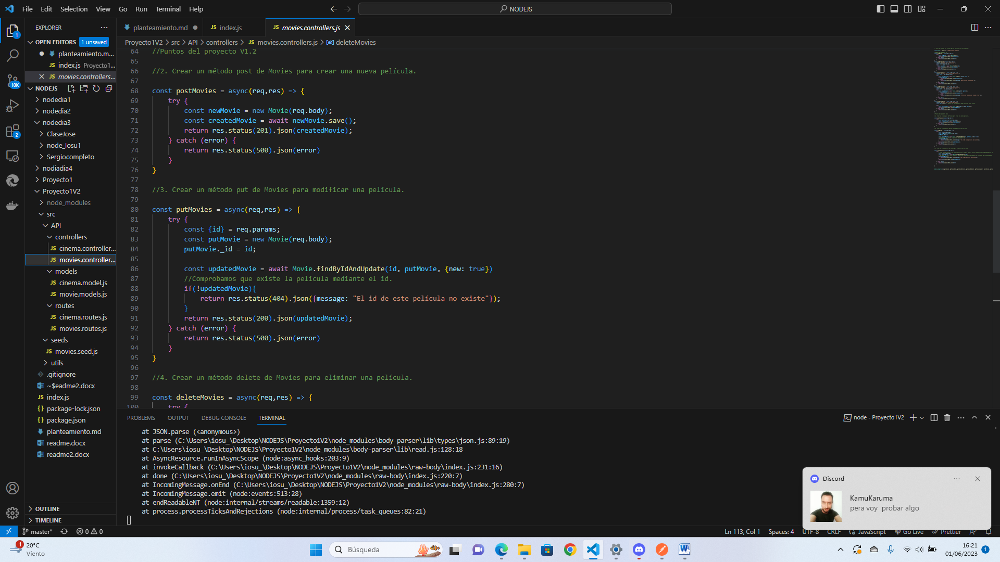 File Edit Selection View Go Run Terminal Help
NODEJS
EXPLORER
OPEN EDITORS 1 unsaved
planteamiento.m...
index.js Proyecto1...
movies.controllers...
NODEJS
nodedia1
nodedia2
nodedia3
ClaseJose
node_Iosu1
Sergiocompleto
nodiadia4
Proyecto1
Proyecto1V2
node_modules
src
API
controllers
cinema.controller...
movies.controller...
models
cinema.model.js
movie.models.js
routes
cinema.routes.js
movies.routes.js
seeds
movies.seed.js
utils
.gitignore
~$eadme2.docx
index.js
package-lock.json
package.json
planteamiento.md
readme.docx
readme2.docx
OUTLINE
TIMELINE
1
10K
2
planteamiento.md
index.js
movies.controllers.js
Proyecto1V2 > src > API > controllers > JS movies.controllers.js > deleteMovies
64 //Puntos del proyecto V1.2
65
66 //2. Crear un método post de Movies para crear una nueva película.
67
68 const postMovies = async(req,res) => {
69 try {
70 const newMovie = new Movie(req.body);
71 const createdMovie = await newMovie.save();
72 return res.status(201).json(createdMovie);
73 } catch (error) {
74 return res.status(500).json(error)
75 }
76 }
77
78 //3. Crear un método put de Movies para modificar una película.
79
80 const putMovies = async(req,res) => {
81 try {
82 const {id} = req.params;
83 const putMovie = new Movie(req.body);
84 putMovie._id = id;
85
86 const updatedMovie = await Movie.findByIdAndUpdate(id, putMovie, {new: true})
87 //Comprobamos que existe la película mediante el id.
88 if(!updatedMovie){
89 return res.status(404).json({message: "El id de este película no existe"});
90 }
91 return res.status(200).json(updatedMovie);
92 } catch (error) {
93 return res.status(500).json(error)
94 }
95 }
96
97 //4. Crear un método delete de Movies para eliminar una película.
98
99 const deleteMovies = async(req,res) => {
100 try {
PROBLEMS OUTPUT DEBUG CONSOLE TERMINAL
node - Proyecto1V2
at JSON.parse (<anonymous>)
at parse (C:\Users\iosu_\Desktop\NODEJS\Proyecto1V2\node_modules\body-parser\lib\types\json.js:89:19)
at C:\Users\iosu_\Desktop\NODEJS\Proyecto1V2\node_modules\body-parser\lib\read.js:128:18
at AsyncResource.runInAsyncScope (node:async_hooks:203:9)
at invokeCallback (C:\Users\iosu_\Desktop\NODEJS\Proyecto1V2\node_modules\raw-body\index.js:231:16)
at done (C:\Users\iosu_\Desktop\NODEJS\Proyecto1V2\node_modules\raw-body\index.js:220:7)
at IncomingMessage.onEnd (C:\Users\iosu_\Desktop\NODEJS\Proyecto1V2\node_modules\raw-body\index.js:280:7)
at IncomingMessage.emit (node:events:513:28)
at endReadableNT (node:internal/streams/readable:1359:12)
at process.processTicksAndRejections (node:internal/process/task_queues:82:21)
Discord
KamuKaruma
pera voy probar algo
master* 0 0
Ln 113, Col 1 Spaces: 4 UTF-8 CRLF JavaScript Go Live Prettier
1
20°C
Viento
Búsqueda
16:21
01/06/2023
1